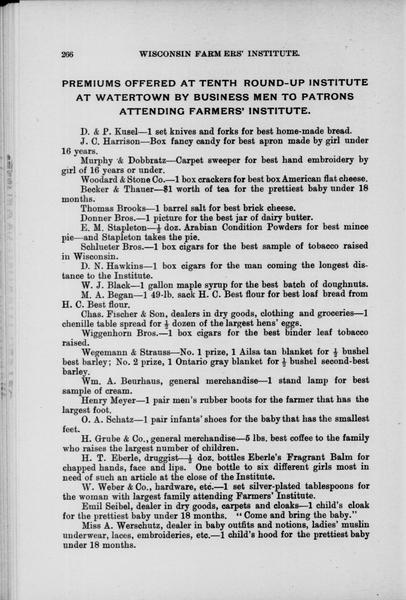 266 WISCONSIN FARMERS' INSTITUTE.
PREMIUMS OFFERED AT TENTH ROUND-UP INSTITUTE
AT WATERTOWN BY BUSINESS MEN TO PATRONS
ATTENDING FARMERS' INSTITUTE.
D. & P. Kusel—1 set knives and forks for best home-made bread.
J. C. Harrison—Box fancy candy for best apron made by girl under
16 years.
Murphy & Dobbratz—Carpet sweeper for best hand embroidery by
girl of 16 years or under.
Woodard & Stone Co.—1 box crackers for best box American flat cheese.
Becker & Thauer—$1 worth of tea for the prettiest baby under 18
months.
Thomas Brooks—1 barrel salt for best brick cheese.
Donner Bros.—1 picture for the best jar of dairy butter.
E. M. Stapleton—½ doz. Arabian Condition Powders for best mince
pie—and Stapleton takes the pie.
Schlueter Bros.—1 box cigars for the best sample of tobacco raised
in Wisconsin.
D. N. Hawkins—1 box cigars for the man coming the longest dis-
tance to the Institute.
W. J. Black—1 gallon maple syrup for the best batch of doughnuts.
M. A. Began—1 49-lb. sack H. C. Best flour for best loaf bread from
H. C. Best flour.
Chas. Fischer & Son, dealers in dry goods, clothing and groceries—1
chenille table spread for ½ dozen of the largest hens' eggs.
Wiggenhorn Bros.—1 box cigars for the best binder leaf tobacco
raised.
Wegemann & Strauss—No. 1 prize, 1 Ailsa tan blanket for ½ bushel
best barley; No. 2 prize, 1 Ontario gray blanket for ½ bushel second-best
barley.
Wm. A. Beurhaus, general merchandise—1 stand lamp for best
sample of cream.
Henry Meyer—1 pair men's rubber boots for the farmer that has the
largest foot.
O. A. Schatz—1 pair infants' shoes for the baby that has the smallest
feet.
H. Grube & Co., general merchandise—5 lbs. best coffee to the family
who raises the largest number of children.
H. T. Eberle, druggist—½ doz. bottles Eberle's Fragrant Balm for
chapped hands, face and lips. One bottle to six different girls most in
need of such an article at the close of the Institute.
W. Weber & Co., hardware, etc.—1 set silver-plated tablespoons for
the woman with largest family attending Farmers' Institute.
Emil Seibel, dealer in dry goods, carpets and cloaks—1 child's cloak
for the prettiest baby under 18 months. "Come and bring the baby."
Miss A. Werschutz, dealer in baby outfits and notions, ladies' muslin
underwear, laces, embroideries, etc.—1 child's hood for the prettiest baby
under 18 months.